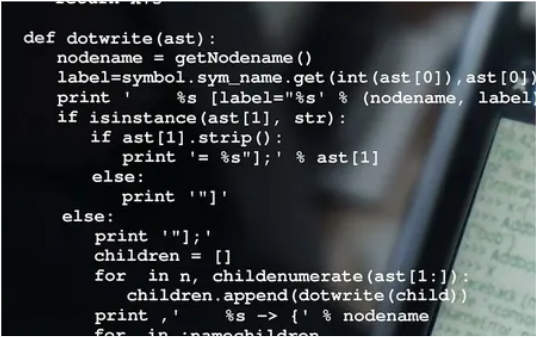 def dotwrite(ast):
nodename = getNodename()
label=symbol.sym_name.get(int(ast[0]),ast[0])
print '    %s [label="%s' % (nodename, label)
if isinstance(ast[1], str):
if ast[1].strip():
print '= %s"];' % ast[1]
else:
print '"]'
else:
print '"];'
children = []
for  in n, childenumerate(ast[1:]):
children.append(dotwrite(child))
print ,'    %s -> {' % nodename
for  in :namechildren